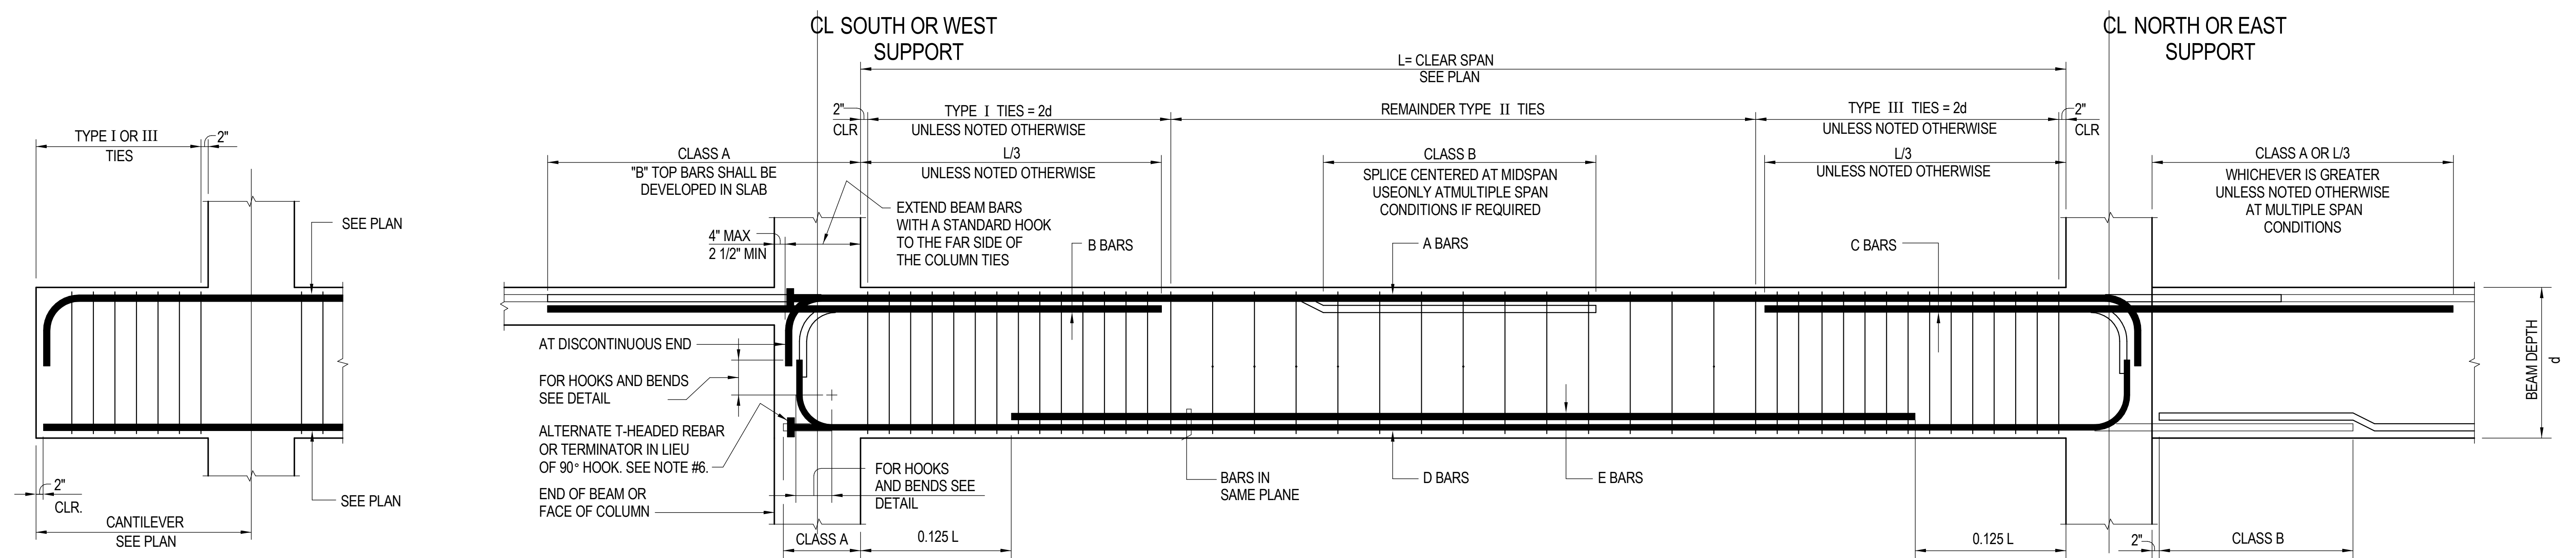 CL SOUTH OR WEST
SUPPORT
CL NORTH OR EAST
SUPPORT
L= CLEAR SPAN
SEE PLAN
TYPE I OR III
TIES
2"
2"
CLR
TYPE I TIES = 2d
UNLESS NOTED OTHERWISE
REMAINDER TYPE II TIES
TYPE III TIES = 2d
UNLESS NOTED OTHERWISE
2"
CLR
CLASS A
"B" TOP BARS SHALL BE
DEVELOPED IN SLAB
L/3
UNLESS NOTED OTHERWISE
CLASS B
SPLICE CENTERED AT MIDSPAN
USEONLY ATMULTIPLE SPAN
CONDITIONS IF REQUIRED
L/3
UNLESS NOTED OTHERWISE
CLASS A OR L/3
WHICHEVER IS GREATER
UNLESS NOTED OTHERWISE
AT MULTIPLE SPAN
CONDITIONS
SEE PLAN
4" MAX
2 1/2" MIN
EXTEND BEAM BARS
WITH A STANDARD HOOK
TO THE FAR SIDE OF
THE COLUMN TIES
B BARS
A BARS
C BARS
AT DISCONTINUOUS END
FOR HOOKS AND BENDS
SEE DETAIL
BEAM DEPTH
d
ALTERNATE T-HEADED REBAR
OR TERMINATOR IN LIEU
OF 90° HOOK. SEE NOTE #6.
END OF BEAM OR
FACE OF COLUMN
FOR HOOKS
AND BENDS SEE
DETAIL
BARS IN
SAME PLANE
D BARS
E BARS
2"
CLR.
SEE PLAN
CANTILEVER
SEE PLAN
CLASS A
0.125 L
0.125 L
2"
CLASS B